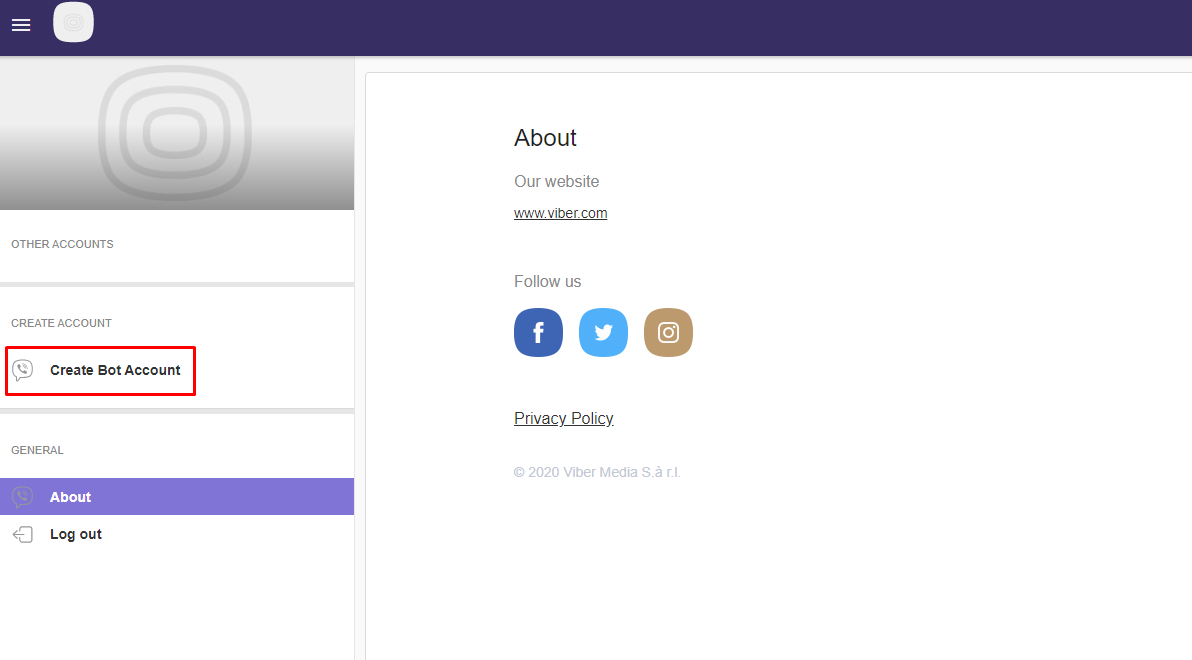 OTHER ACCOUNTS
CREATE ACCOUNT
Create Bot Account
GENERAL
About
Log out
About
Our website
www.viber.com
Follow us
Privacy Policy
© 2020 Viber Media S.à r.l.